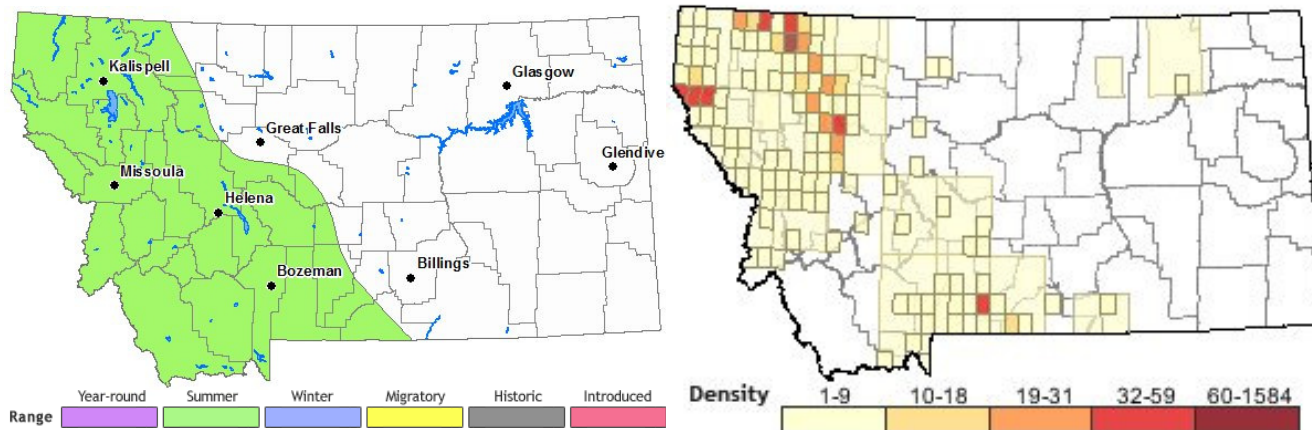 Kalispell
Glasgow
Great Falls
Glendive
Missoula
Helena
Bozeman
Billings
Year-round Summer Winter Migratory Historic Introduced
Range
Density 1-9 10-18 19-31 32-59 60-1584